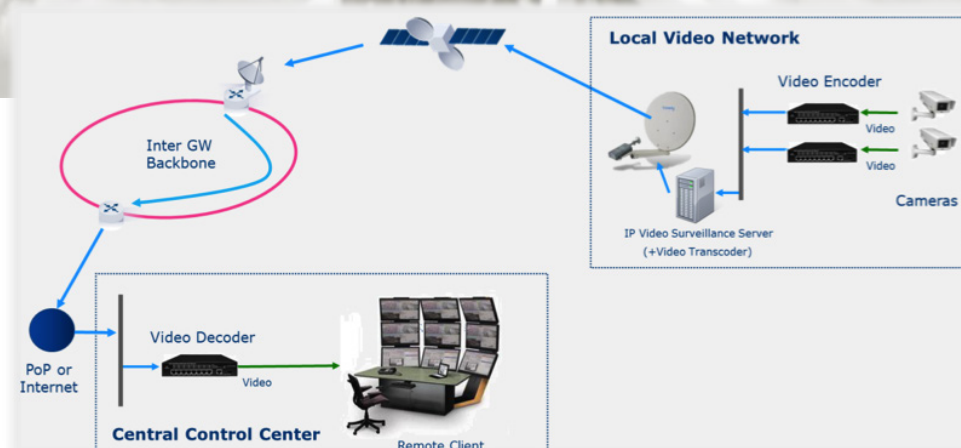 Local Video Network
Video Encoder
Video
Video
Cameras
IP Video Surveillance Server
(+Video Transcoder)
Inter GW
Backbone
PoP or
Internet
Video Decoder
Video
Central Control Center
Remote Client